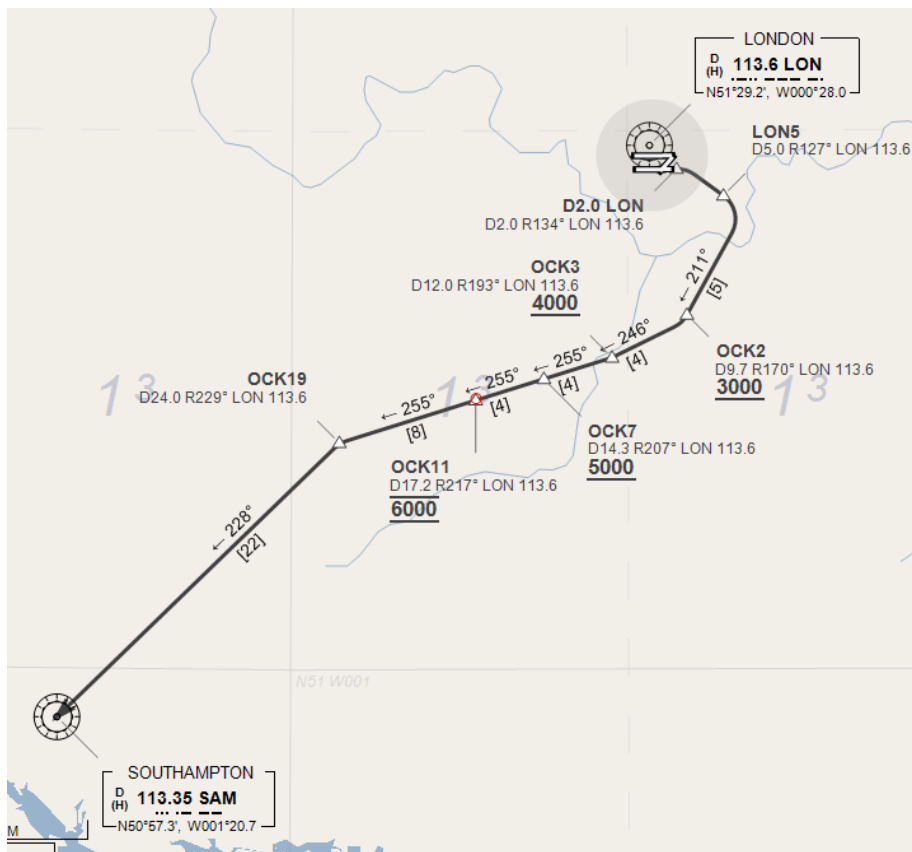 LONDON
D
(H)
113.6 LON
N51°29.2', W000°28.0
LON5
D5.0 R127° LON 113.6
D2.0 LON
D2.0 R134° LON 113.6
OCK3
D12.0 R193° LON 113.6
4000
← 211°
[5]
← 246°
[4]
← 255°
[4]
← 255°
[4]
← 255°
[8]
OCK2
D9.7 R170° LON 113.6
3000
OCK19
D24.0 R229° LON 113.6
13
13
13
OCK7
D14.3 R207° LON 113.6
5000
OCK11
D17.2 R217° LON 113.6
6000
← 228°
[22]
N51 W001
SOUTHAMPTON
D
(H)
113.35 SAM
N50°57.3', W001°20.7
M